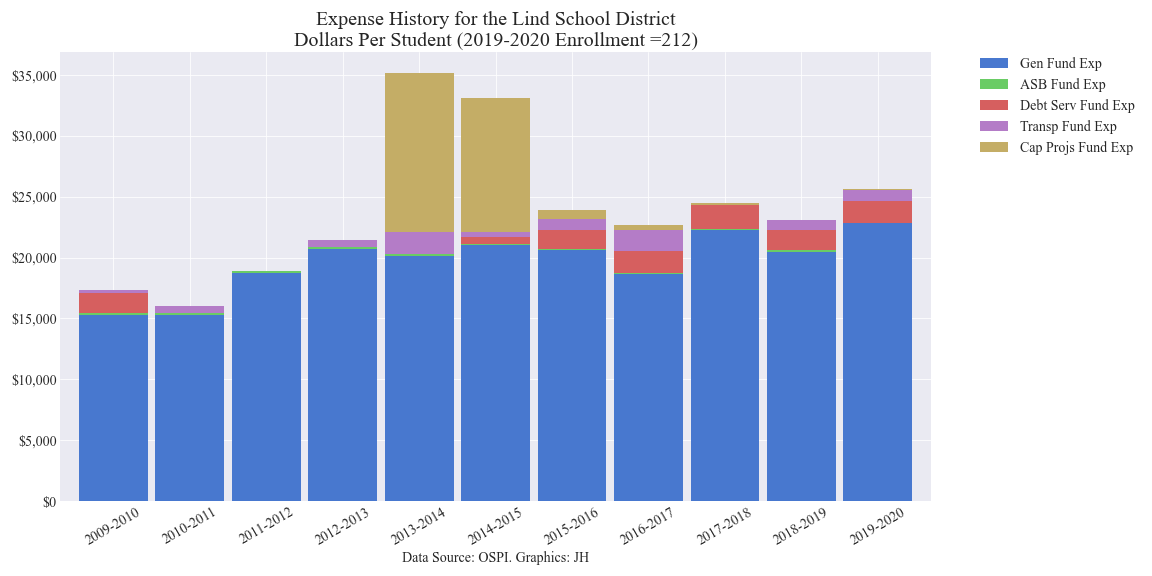 Expense History for the Lind School District
Dollars Per Student (2019-2020 Enrollment =212)
$35,000
$30,000
$25,000
$20,000
$15,000
$10,000
$5,000
$0
2009-2010
2010-2011
2011-2012
2012-2013
2013-2014
2014-2015
2015-2016
2016-2017
2017-2018
2018-2019
2019-2020
Data Source: OSPI. Graphics: JH
Gen Fund Exp
ASB Fund Exp
Debt Serv Fund Exp
Transp Fund Exp
Cap Projs Fund Exp